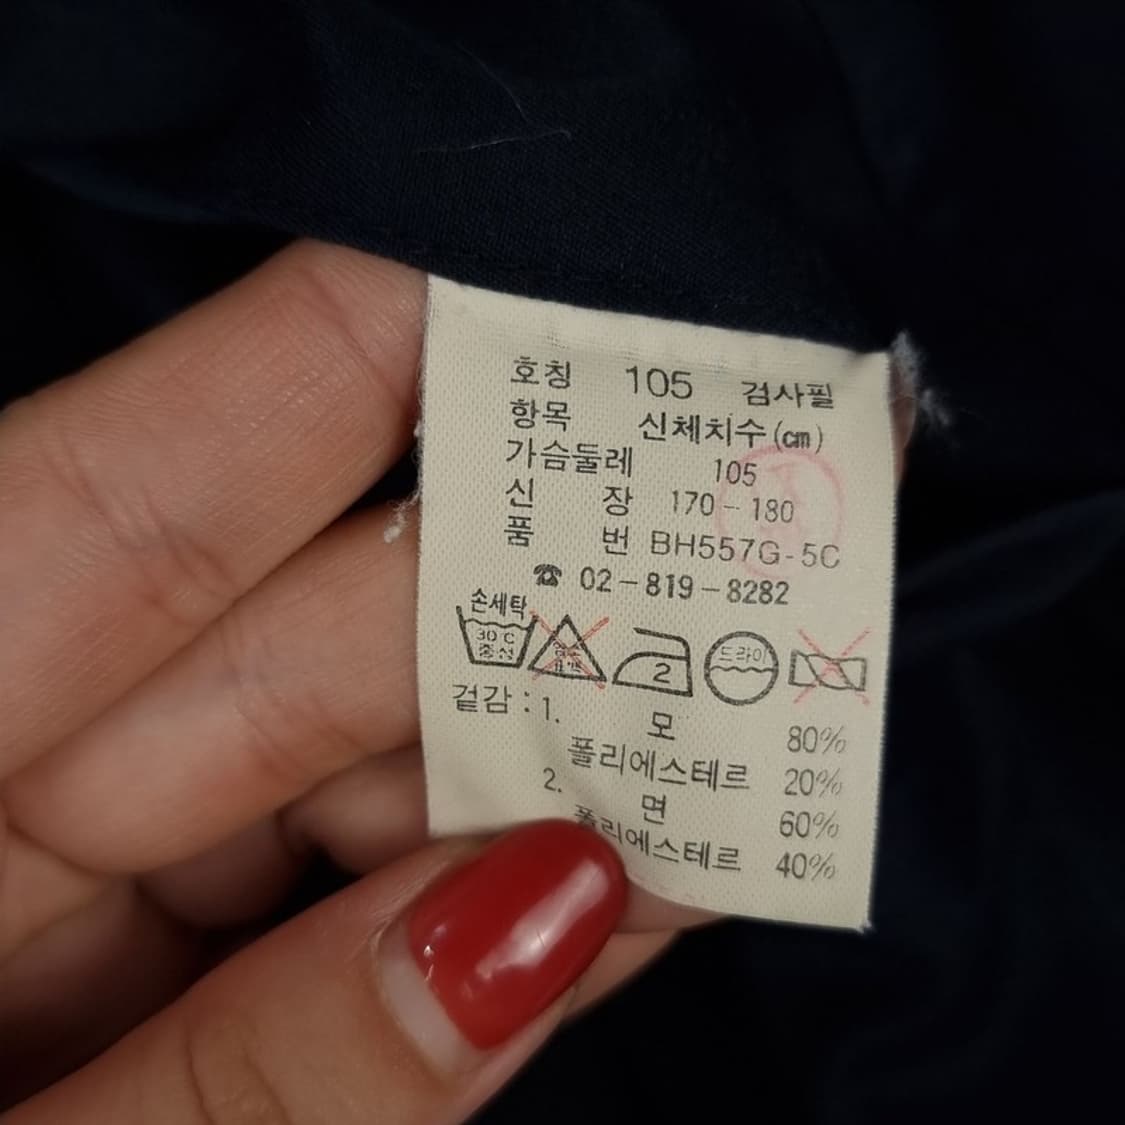 호칭 105 검사필
항목 신체치수(㎝)
가슴둘레 105
신 장 170-180
품 번 BH557G-5C
☎ 02-819-8282
손세탁
30℃
중성
드라이
2
겉감:1. 모 80%
폴리에스테르 20%
2. 면 60%
폴리에스테르 40%